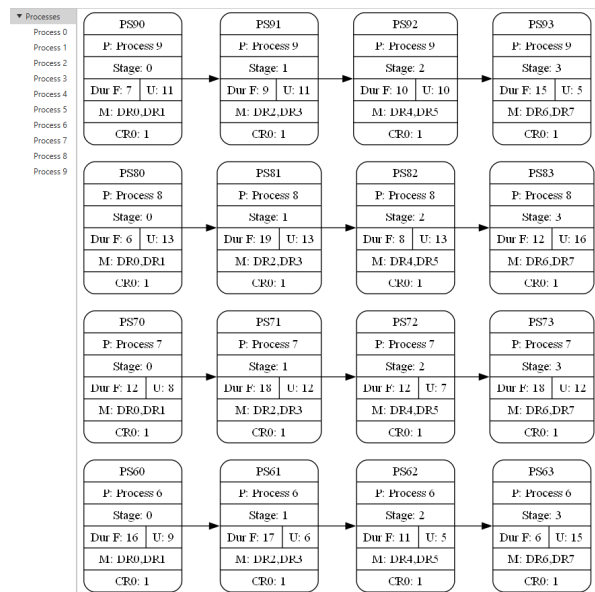 ▼ Processes
Process 0
Process 1
Process 2
Process 3
Process 4
Process 5
Process 6
Process 7
Process 8
Process 9
PS90
P: Process 9
Stage: 0
Dur F: 7 U: 11
M: DR0,DR1
CR0: 1
PS91
P: Process 9
Stage: 1
Dur F: 9 U: 11
M: DR2,DR3
CR0: 1
PS92
P: Process 9
Stage: 2
Dur F: 10 U: 10
M: DR4,DR5
CR0: 1
PS93
P: Process 9
Stage: 3
Dur F: 15 U: 5
M: DR6,DR7
CR0: 1
PS80
P: Process 8
Stage: 0
Dur F: 6 U: 13
M: DR0,DR1
CR0: 1
PS81
P: Process 8
Stage: 1
Dur F: 19 U: 13
M: DR2,DR3
CR0: 1
PS82
P: Process 8
Stage: 2
Dur F: 8 U: 13
M: DR4,DR5
CR0: 1
PS83
P: Process 8
Stage: 3
Dur F: 12 U: 16
M: DR6,DR7
CR0: 1
PS70
P: Process 7
Stage: 0
Dur F: 12 U: 8
M: DR0,DR1
CR0: 1
PS71
P: Process 7
Stage: 1
Dur F: 18 U: 12
M: DR2,DR3
CR0: 1
PS72
P: Process 7
Stage: 2
Dur F: 12 U: 7
M: DR4,DR5
CR0: 1
PS73
P: Process 7
Stage: 3
Dur F: 18 U: 12
M: DR6,DR7
CR0: 1
PS60
P: Process 6
Stage: 0
Dur F: 16 U: 9
M: DR0,DR1
CR0: 1
PS61
P: Process 6
Stage: 1
Dur F: 17 U: 6
M: DR2,DR3
CR0: 1
PS62
P: Process 6
Stage: 2
Dur F: 11 U: 5
M: DR4,DR5
CR0: 1
PS63
P: Process 6
Stage: 3
Dur F: 6 U: 15
M: DR6,DR7
CR0: 1